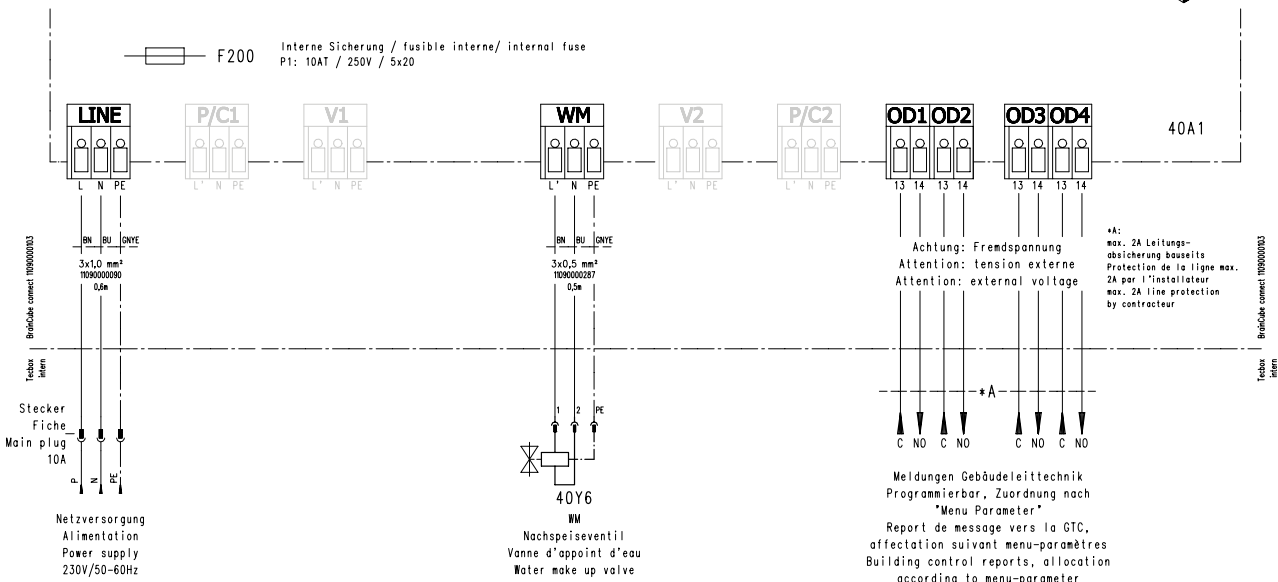 F200
Interne Sicherung / fusible interne/ internal fuse
P1: 10AT / 250V / 5x20
LINE
P/C1
V1
WM
V2
P/C2
OD1 OD2
OD3 OD4
40A1
L N PE
L' N PE
L' N PE
L' N PE
L' N PE
L' N PE
13 14 13 14
13 14 13 14
BN BU GNYE
3x1,0 mm²
11090000090
0,6m
BN BU GNYE
3x0,5 mm²
11090000287
0,5m
Achtung: Fremdspannung
Attention: tension externe
Attention: external voltage
*A:
max. 2A Leitungs-
absicherung bauseits
Protection de la ligne max.
2A par l'installateur
max. 2A line protection
by contracteur
BrainCube connect 11090000103
BrainCube connect 11090000103
Tecbox
intern
Tecbox
intern
Stecker
Fiche
Main plug
10A
P N PE
Netzversorgung
Alimentation
Power supply
230V/50-60Hz
1 2 PE
40Y6
WM
Nachspeiseventil
Vanne d'appoint d'eau
Water make up valve
*A
C NO C NO
C NO C NO
Meldungen Gebäudeleittechnik
Programmierbar, Zuordnung nach
"Menu Parameter"
Report de message vers la GTC,
affectation suivant menu-paramètres
Building control reports, allocation
according to menu-parameter